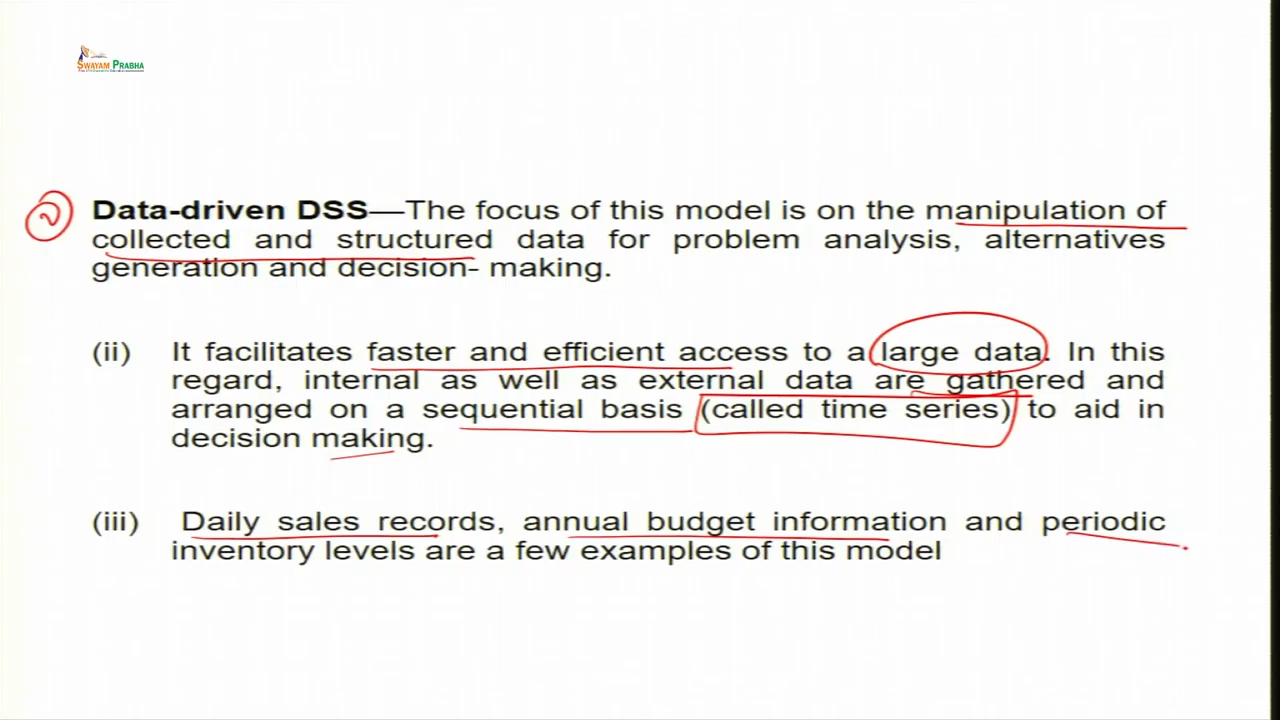 SWAYAM PRABHA
Data-driven DSS—The focus of this model is on the manipulation of
collected and structured data for problem analysis, alternatives
generation and decision- making.
(ii) It facilitates faster and efficient access to a large data. In this
regard, internal as well as external data are gathered and
arranged on a sequential basis (called time series) to aid in
decision making.
(iii) Daily sales records, annual budget information and periodic
inventory levels are a few examples of this model